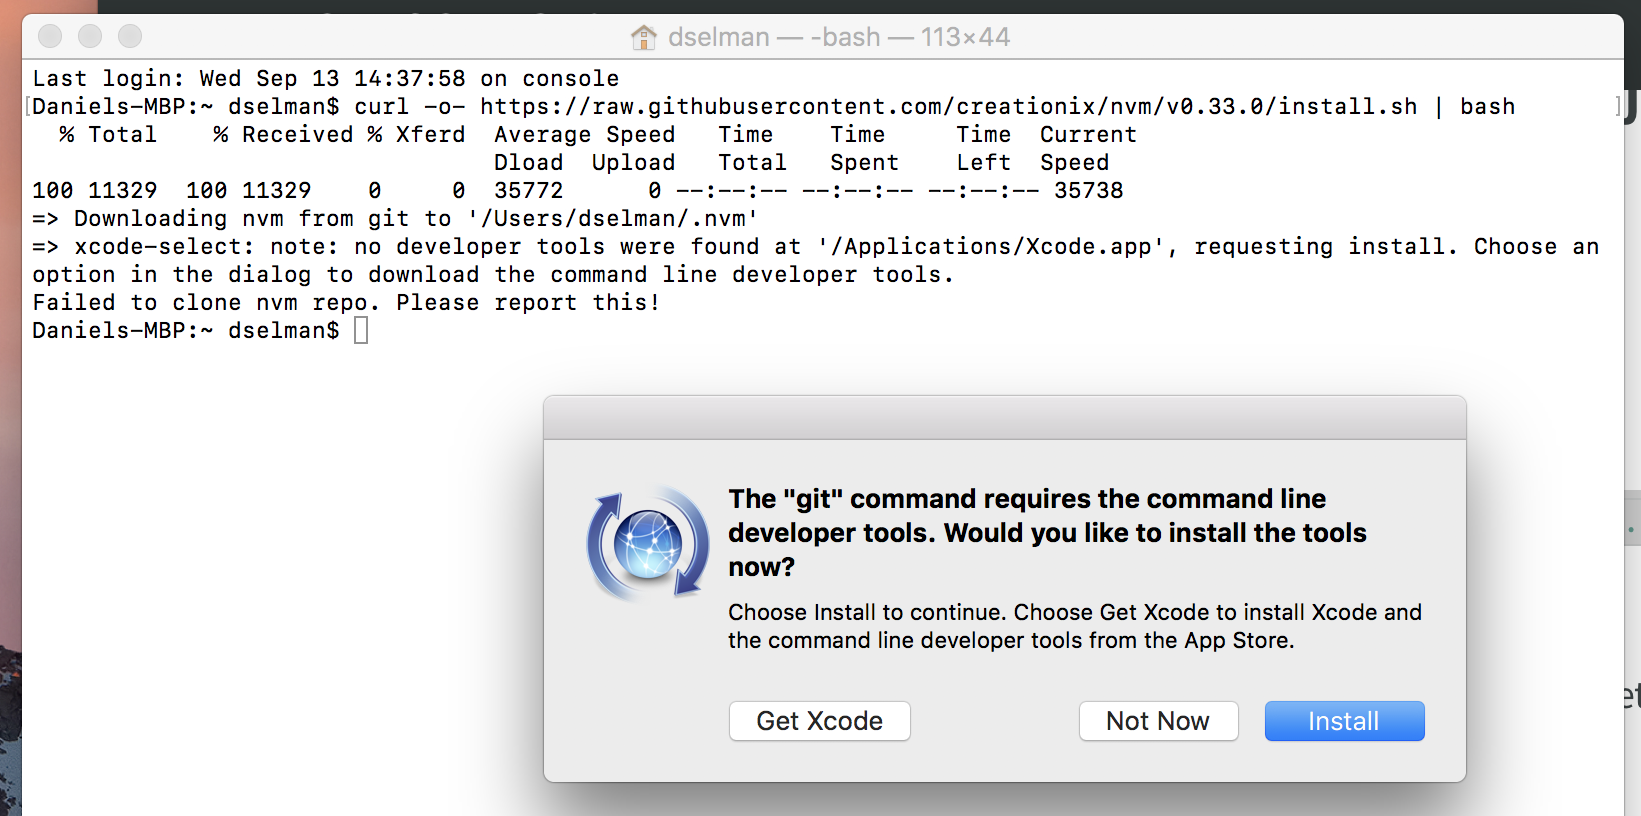 dselman — -bash — 113×44
Last login: Wed Sep 13 14:37:58 on console
[Daniels-MBP:~ dselman$ curl -o- https://raw.githubusercontent.com/creationix/nvm/v0.33.0/install.sh | bash ]
% Total % Received % Xferd Average Speed Time Time Time Current
Dload Upload Total Spent Left Speed
100 11329 100 11329 0 0 35772 0 --:--:-- --:--:-- --:--:-- 35738
=> Downloading nvm from git to '/Users/dselman/.nvm'
=> xcode-select: note: no developer tools were found at '/Applications/Xcode.app', requesting install. Choose an
option in the dialog to download the command line developer tools.
Failed to clone nvm repo. Please report this!
Daniels-MBP:~ dselman$
The "git" command requires the command line
developer tools. Would you like to install the tools
now?
Choose Install to continue. Choose Get Xcode to install Xcode and
the command line developer tools from the App Store.
Get Xcode Not Now Install